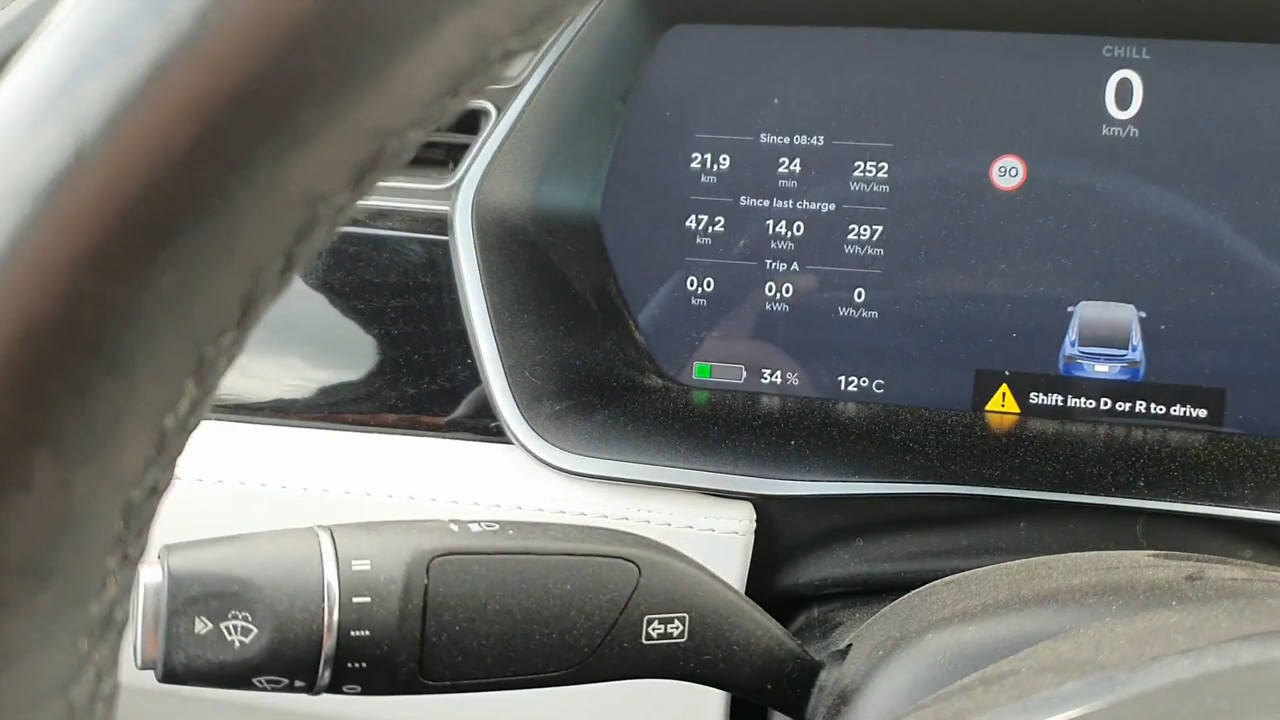 CHILL
0
km/h
Since 08:43
21,9 24 252
km min Wh/km
90
Since last charge
47,2 14,0 297
km kWh Wh/km
Trip A
0,0 0,0 0
km kWh Wh/km
34 % 12°C
Shift into D or R to drive
II
I
0